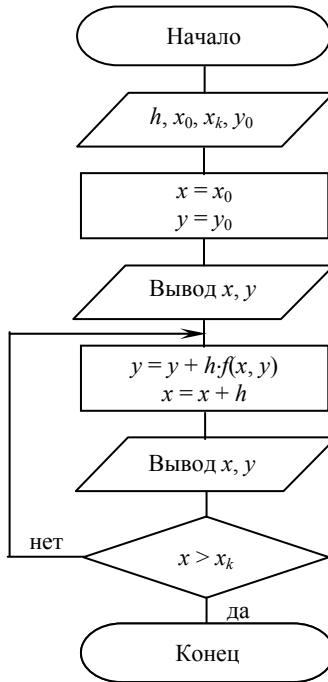 Начало
h, x₀, xₖ, y₀
x = x₀
y = y₀
Вывод x, y
y = y + h·f(x, y)
x = x + h
Вывод x, y
нет
x > xₖ
да
Конец